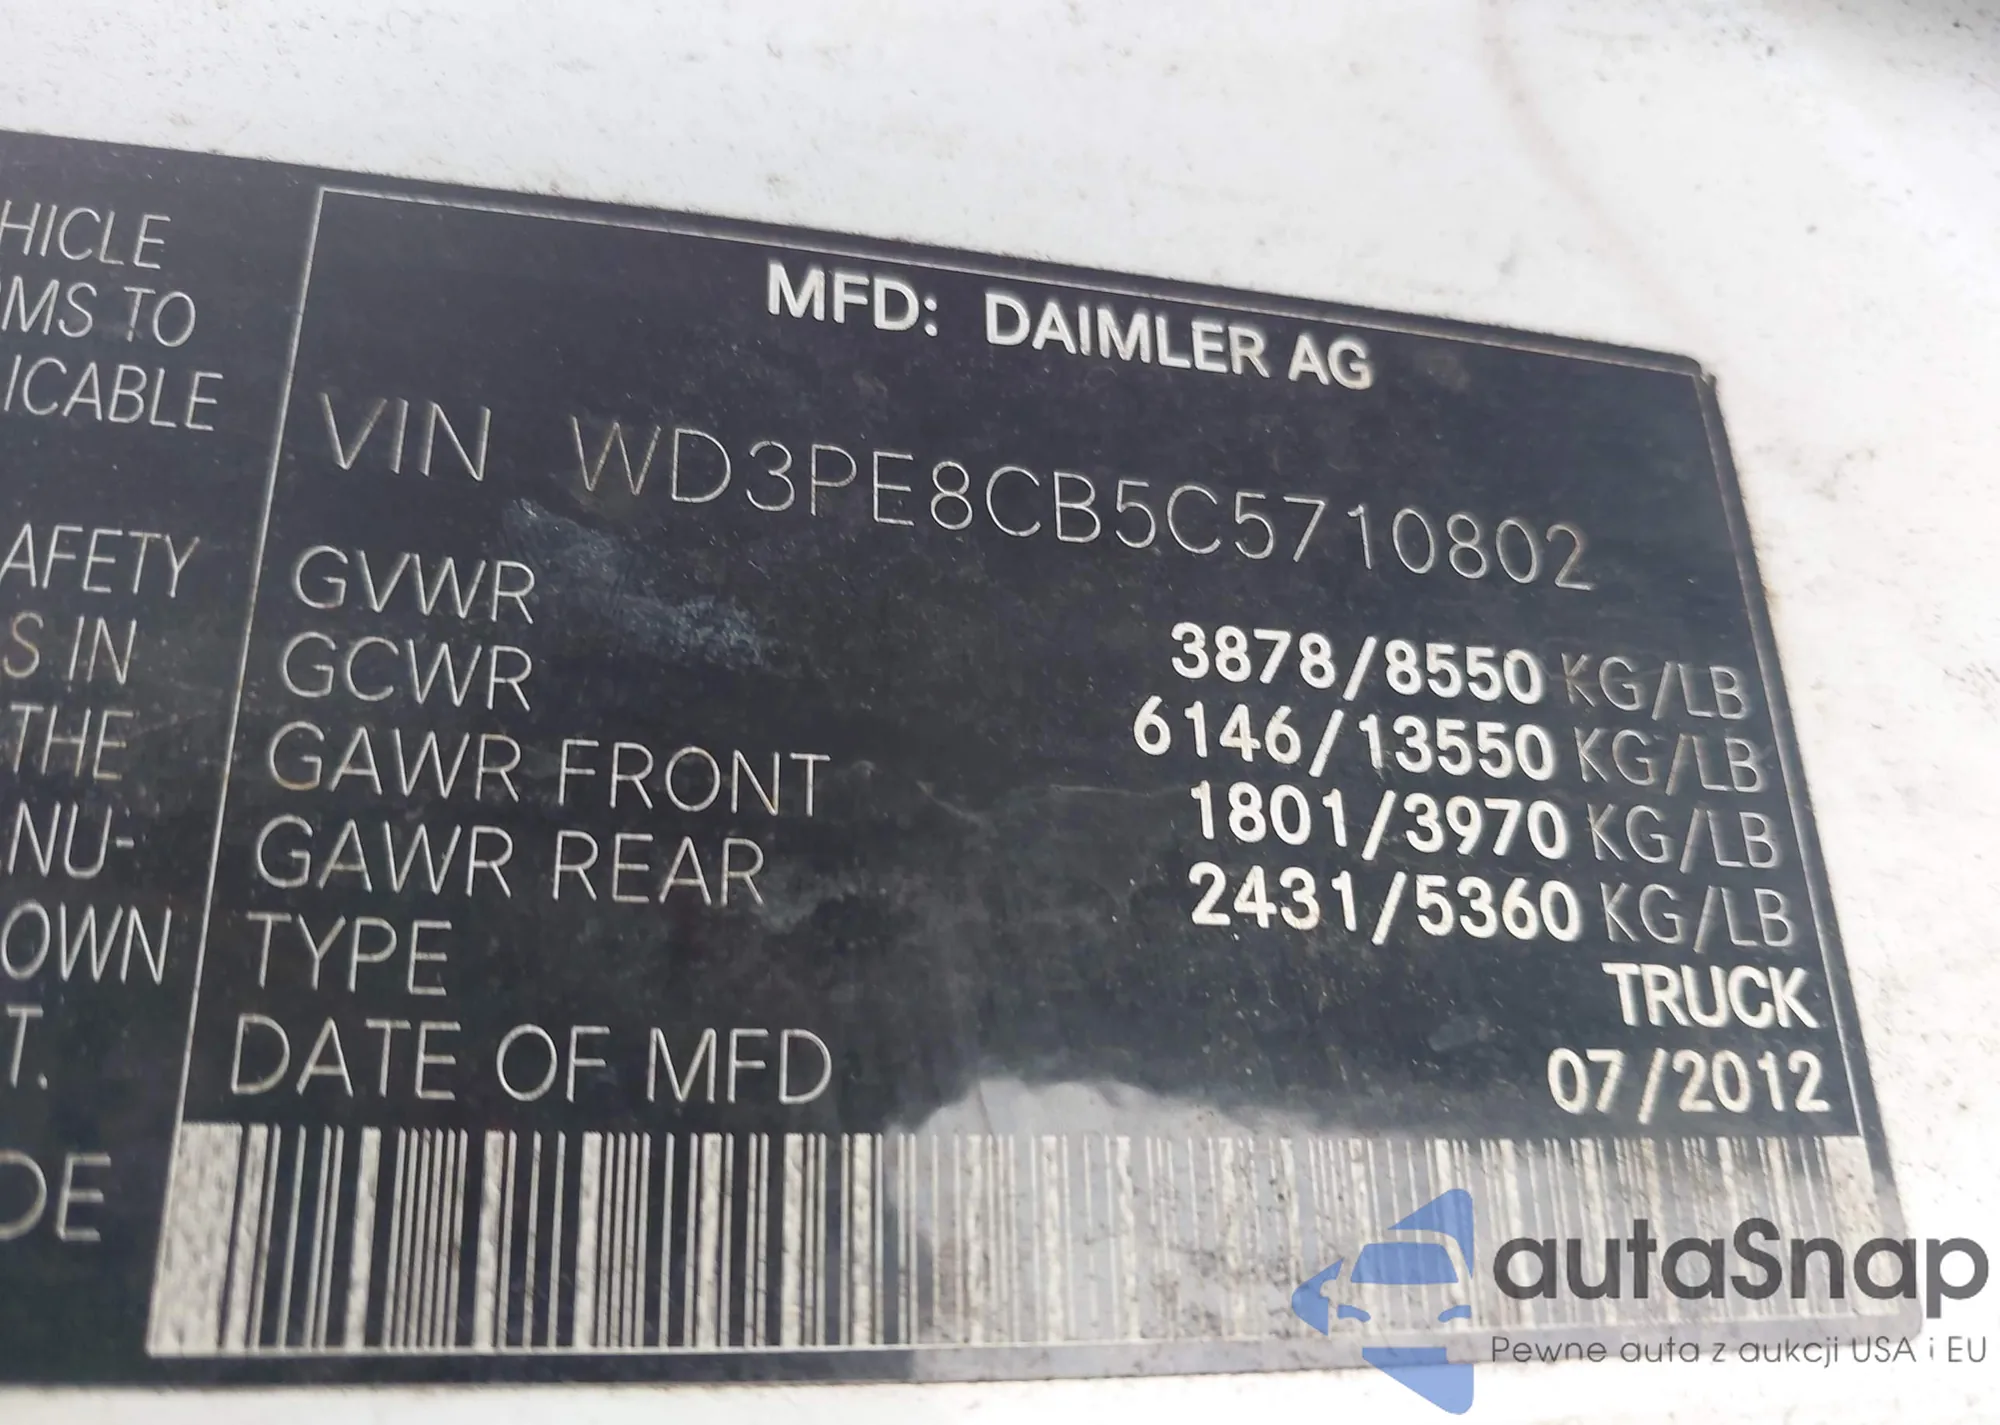 HICLE
MS TO
ICABLE
AFETY
S IN
THE
NU-
OWN
T.
DE
MFD: DAIMLER AG
VIN WD3PE8CB5C5710802
GVWR 3878/8550 KG/LB
GCWR 6146/13550 KG/LB
GAWR FRONT 1801/3970 KG/LB
GAWR REAR 2431/5360 KG/LB
TYPE TRUCK
DATE OF MFD 07/2012
autaSnap
Pewne auta z aukcji USA i EU